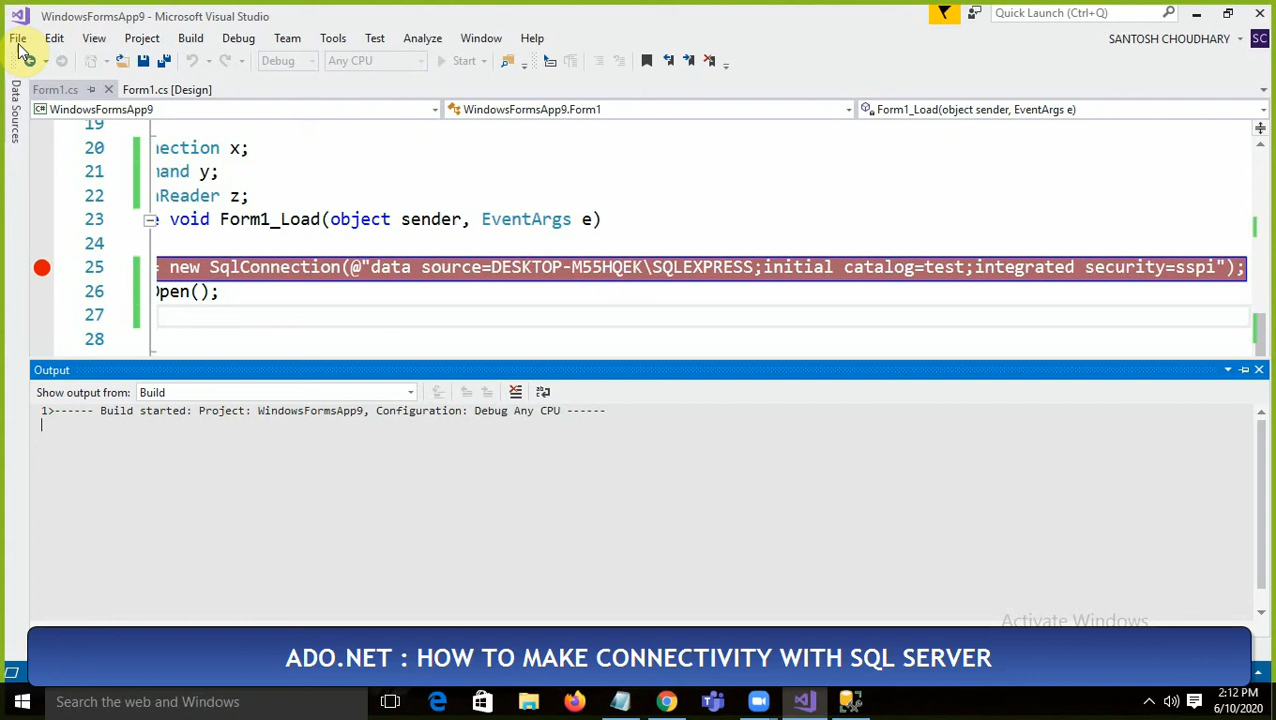 WindowsFormsApp9 - Microsoft Visual Studio
Quick Launch (Ctrl+Q)
File Edit View Project Build Debug Team Tools Test Analyze Window Help
SANTOSH CHOUDHARY SC
Debug Any CPU Start
Data Sources
Form1.cs Form1.cs [Design]
WindowsFormsApp9 WindowsFormsApp9.Form1 Form1_Load(object sender, EventArgs e)
19
20 nection x;
21 mand y;
22 aReader z;
23 e void Form1_Load(object sender, EventArgs e)
24
25 = new SqlConnection(@"data source=DESKTOP-M55HQEK\SQLEXPRESS;initial catalog=test;integrated security=sspi");
26 Open();
27
28
Output
Show output from: Build
1>------ Build started: Project: WindowsFormsApp9, Configuration: Debug Any CPU ------
Activate Windows
ADO.NET : HOW TO MAKE CONNECTIVITY WITH SQL SERVER
Search the web and Windows
2:12 PM
6/10/2020